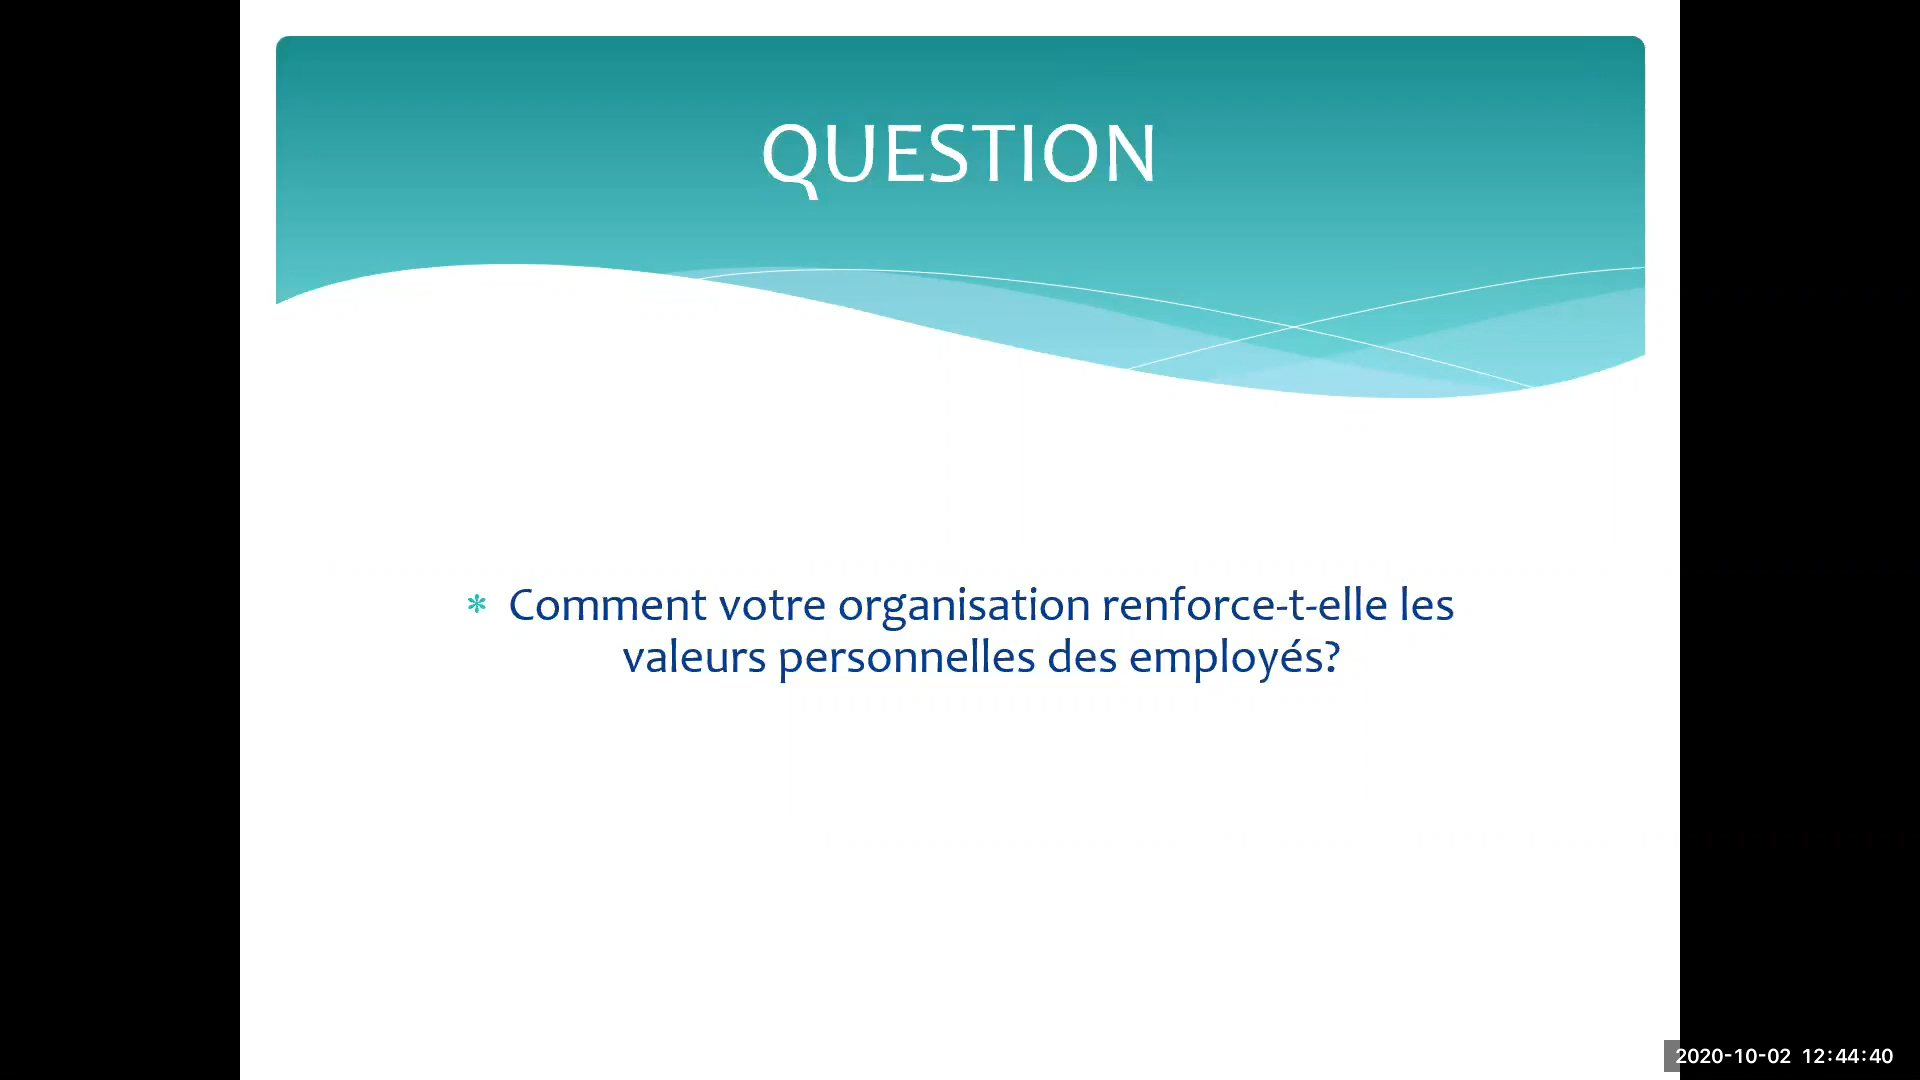 QUESTION
* Comment votre organisation renforce-t-elle les
valeurs personnelles des employés?
2020-10-02 12:44:40